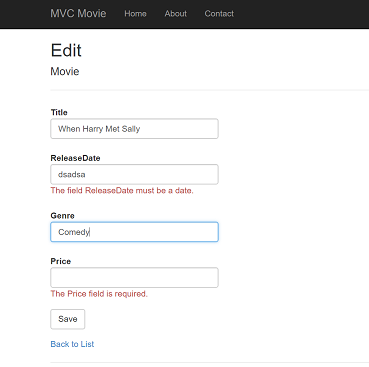 MVC Movie Home About Contact
Edit
Movie
Title
When Harry Met Sally
ReleaseDate
dsadsa
The field ReleaseDate must be a date.
Genre
Comedy
Price
The Price field is required.
Save
Back to List